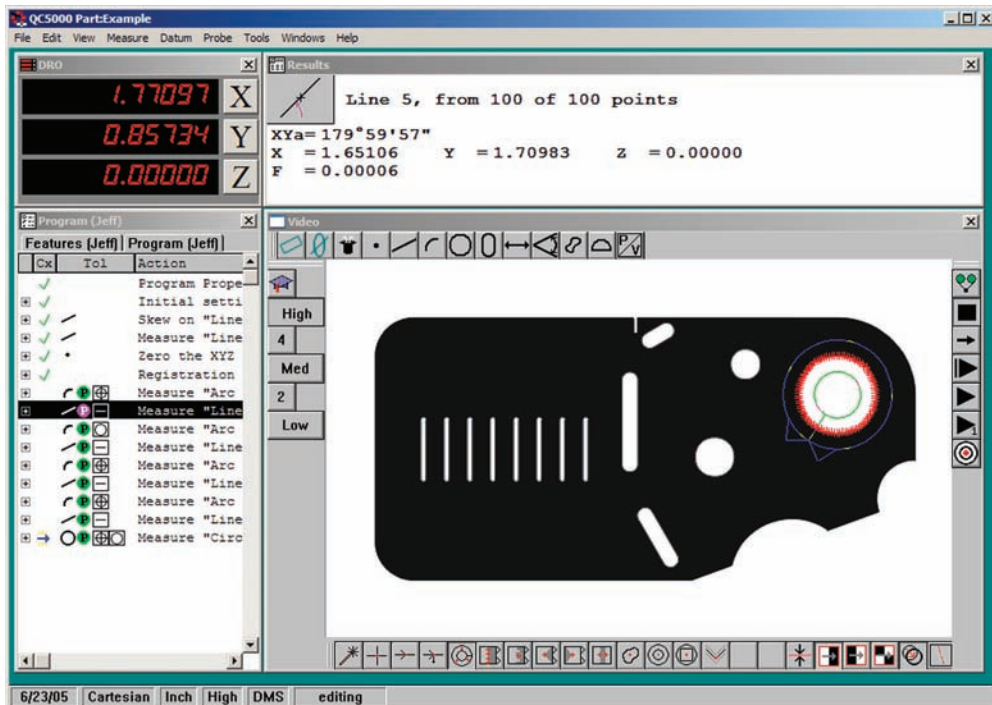 QC5000 Part:Example
File Edit View Measure Datum Probe Tools Windows Help
DRO
1.77097 X
0.85734 Y
0.00000 Z
Results
Line 5, from 100 of 100 points
XYa= 179°59'57"
X = 1.65106 Y = 1.70983 Z = 0.00000
F = 0.00006
Program (Jeff)
Features (Jeff) Program (Jeff)
Cx Tol Action
Program Prope
Initial setti
Skew on "Line
Measure "Line
Zero the XYZ
Registration
P Measure "Arc
P Measure "Line
P Measure "Arc
P Measure "Line
P Measure "Arc
P Measure "Line
P Measure "Arc
P Measure "Line
P Measure "Circ
Video
P/V
High
4
Med
2
Low
1
6/23/05 Cartesian Inch High DMS editing